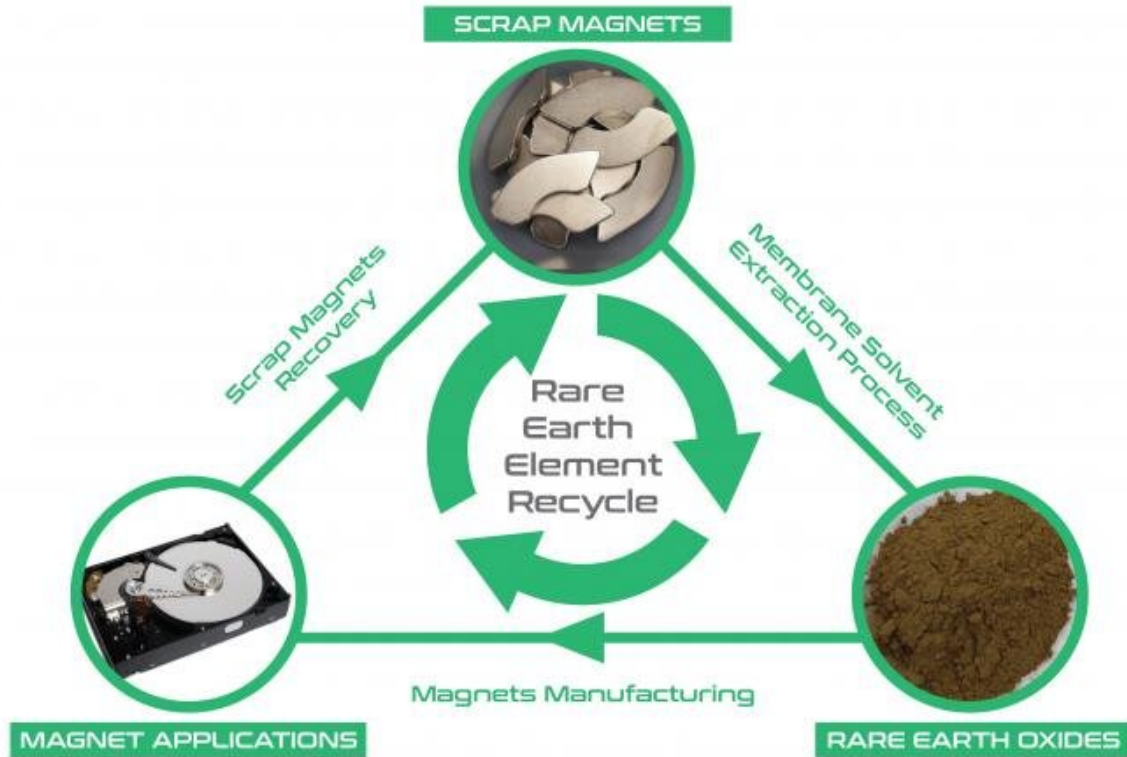 SCRAP MAGNETS
Scrap Magnets
Recovery
Membrane Solvent
Extraction Process
Rare
Earth
Element
Recycle
Magnets Manufacturing
MAGNET APPLICATIONS
RARE EARTH OXIDES